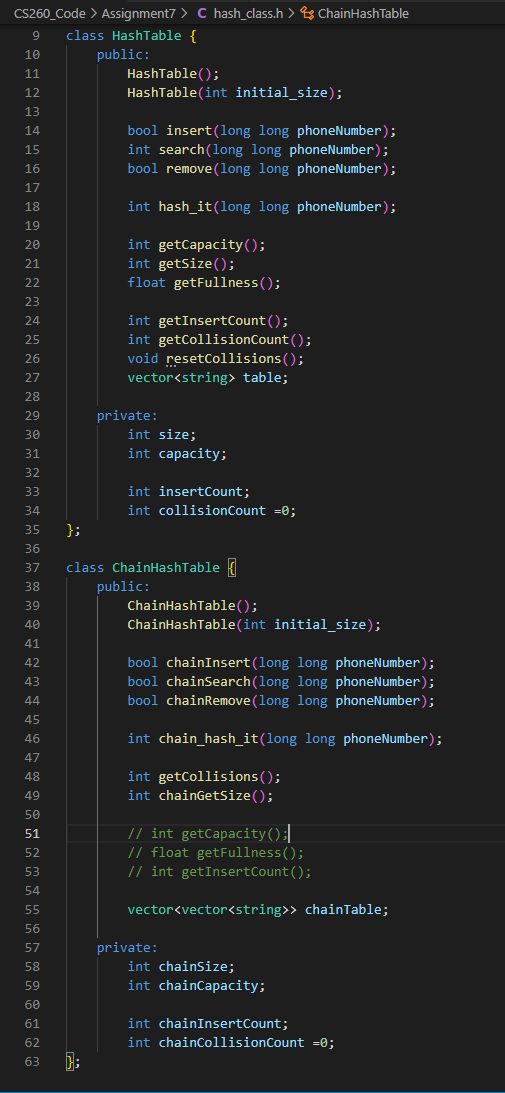 CS260_Code > Assignment7 > C hash_class.h > ChainHashTable
9 class HashTable {
10 public:
11 HashTable();
12 HashTable(int initial_size);
13
14 bool insert(long long phoneNumber);
15 int search(long long phoneNumber);
16 bool remove(long long phoneNumber);
17
18 int hash_it(long long phoneNumber);
19
20 int getCapacity();
21 int getSize();
22 float getFullness();
23
24 int getInsertCount();
25 int getCollisionCount();
26 void resetCollisions();
27 vector<string> table;
28
29 private:
30 int size;
31 int capacity;
32
33 int insertCount;
34 int collisionCount =0;
35 };
36
37 class ChainHashTable {
38 public:
39 ChainHashTable();
40 ChainHashTable(int initial_size);
41
42 bool chainInsert(long long phoneNumber);
43 bool chainSearch(long long phoneNumber);
44 bool chainRemove(long long phoneNumber);
45
46 int chain_hash_it(long long phoneNumber);
47
48 int getCollisions();
49 int chainGetSize();
50
51 // int getCapacity();
52 // float getFullness();
53 // int getInsertCount();
54
55 vector<vector<string>> chainTable;
56
57 private:
58 int chainSize;
59 int chainCapacity;
60
61 int chainInsertCount;
62 int chainCollisionCount =0;
63 };